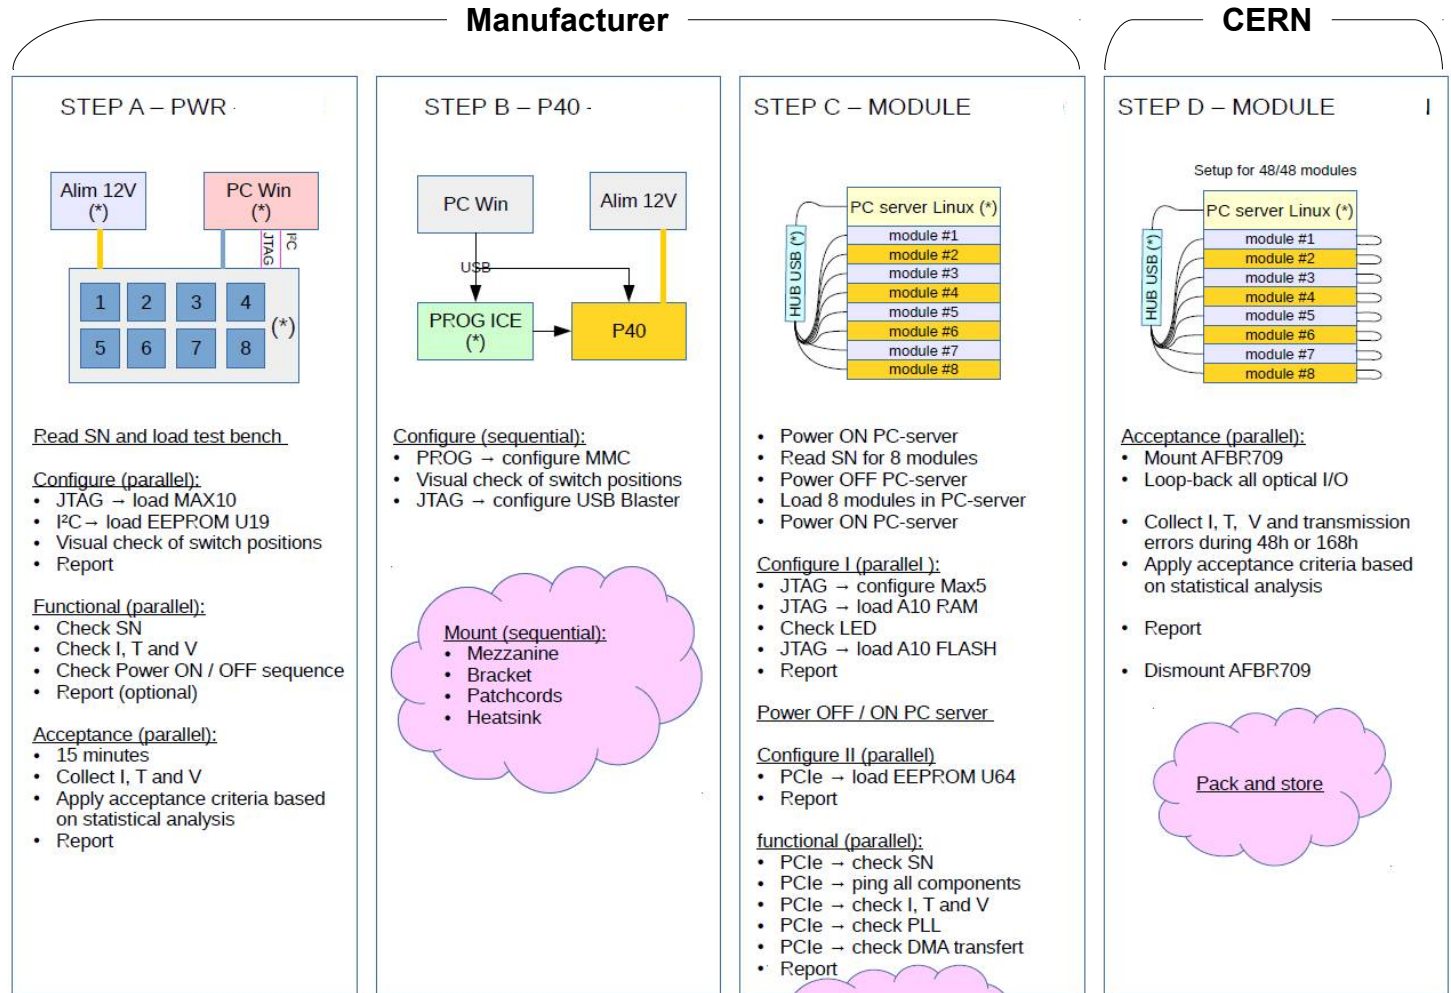 Manufacturer
CERN
STEP A – PWR -
Alim 12V
(*)
PC Win
(*)
JTAG
I²C
1
2
3
4
5
6
7
8
(*)
Read SN and load test bench
Configure (parallel):
• JTAG → load MAX10
• I²C→ load EEPROM U19
• Visual check of switch positions
• Report
Functional (parallel):
• Check SN
• Check I, T and V
• Check Power ON / OFF sequence
• Report (optional)
Acceptance (parallel):
• 15 minutes
• Collect I, T and V
• Apply acceptance criteria based
on statistical analysis
• Report
STEP B – P40 -
PC Win
Alim 12V
USB
PROG ICE
(*)
P40
Configure (sequential):
• PROG → configure MMC
• Visual check of switch positions
• JTAG → configure USB Blaster
Mount (sequential):
• Mezzanine
• Bracket
• Patchcords
• Heatsink
STEP C – MODULE
PC server Linux (*)
HUB USB (*)
module #1
module #2
module #3
module #4
module #5
module #6
module #7
module #8
• Power ON PC-server
• Read SN for 8 modules
• Power OFF PC-server
• Load 8 modules in PC-server
• Power ON PC-server
Configure I (parallel ):
• JTAG → configure Max5
• JTAG → load A10 RAM
• Check LED
• JTAG → load A10 FLASH
• Report
Power OFF / ON PC server
Configure II (parallel)
• PCIe → load EEPROM U64
• Report
functional (parallel):
• PCIe → check SN
• PCIe → ping all components
• PCIe → check I, T and V
• PCIe → check PLL
• PCIe → check DMA transfert
• Report
STEP D – MODULE
Setup for 48/48 modules
PC server Linux (*)
HUB USB (*)
module #1
module #2
module #3
module #4
module #5
module #6
module #7
module #8
Acceptance (parallel):
• Mount AFBR709
• Loop-back all optical I/O
• Collect I, T, V and transmission
errors during 48h or 168h
• Apply acceptance criteria based
on statistical analysis
• Report
• Dismount AFBR709
Pack and store